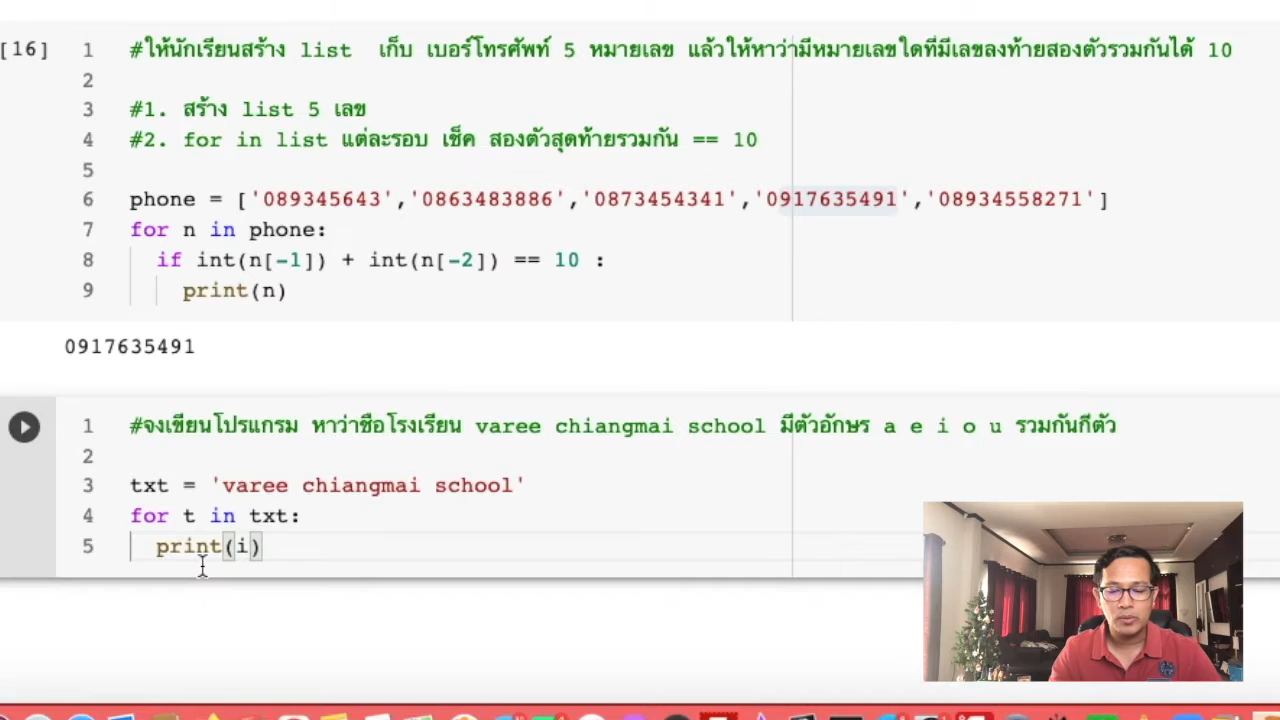 [16]
1 #ให้นักเรียนสร้าง list เก็บ เบอร์โทรศัพท์ 5 หมายเลข แล้วให้หาว่ามีหมายเลขใดที่มีเลขลงท้ายสองตัวรวมกันได้ 10
2
3 #1. สร้าง list 5 เลข
4 #2. for in list แต่ละรอบ เช็ค สองตัวสุดท้ายรวมกัน == 10
5
6 phone = ['089345643','0863483886','0873454341','0917635491','08934558271']
7 for n in phone:
8 if int(n[-1]) + int(n[-2]) == 10 :
9 print(n)
0917635491
1 #จงเขียนโปรแกรม หาว่าชื่อโรงเรียน varee chiangmai school มีตัวอักษร a e i o u รวมกันกี่ตัว
2
3 txt = 'varee chiangmai school'
4 for t in txt:
5 print(i)